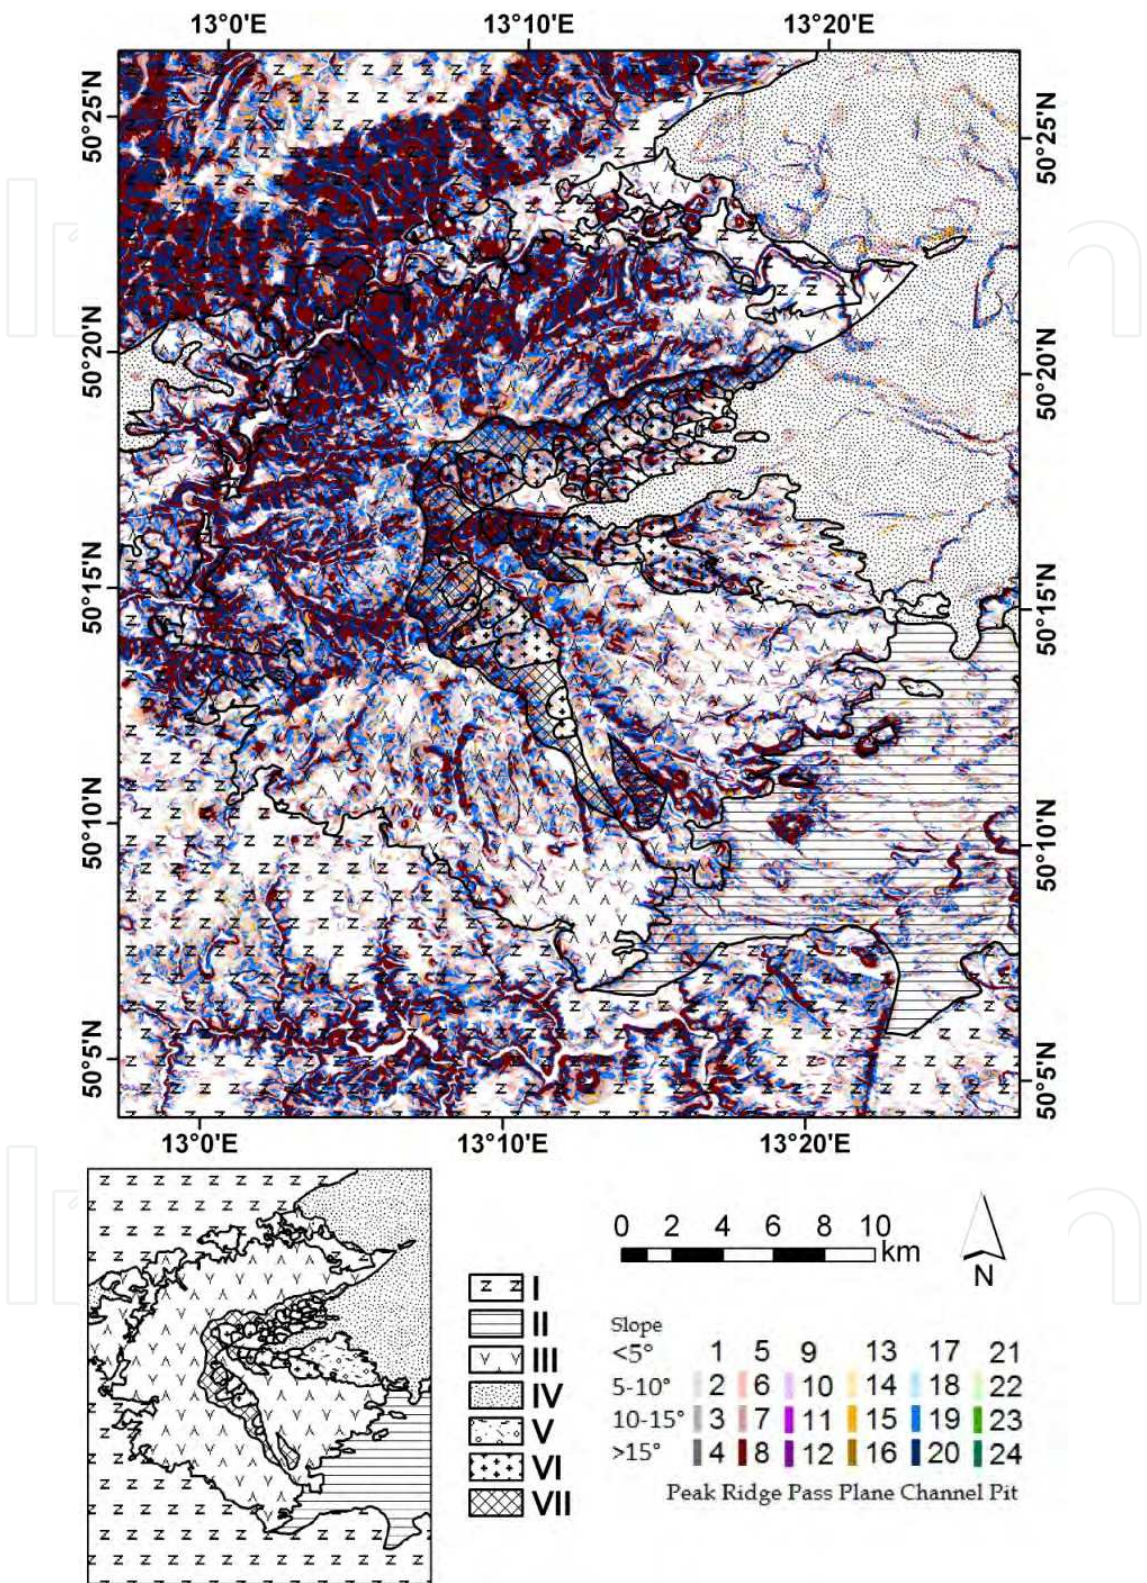 13°0'E 13°10'E 13°20'E
50°25'N 50°25'N
50°20'N 50°20'N
50°15'N 50°15'N
50°10'N 50°10'N
50°5'N 50°5'N
13°0'E 13°10'E 13°20'E
0 2 4 6 8 10
km
N
I
II
III
IV
V
VI
VII
Slope
<5° 1 5 9 13 17 21
5-10° 2 6 10 14 18 22
10-15° 3 7 11 15 19 23
>15° 4 8 12 16 20 24
Peak Ridge Pass Plane Channel Pit